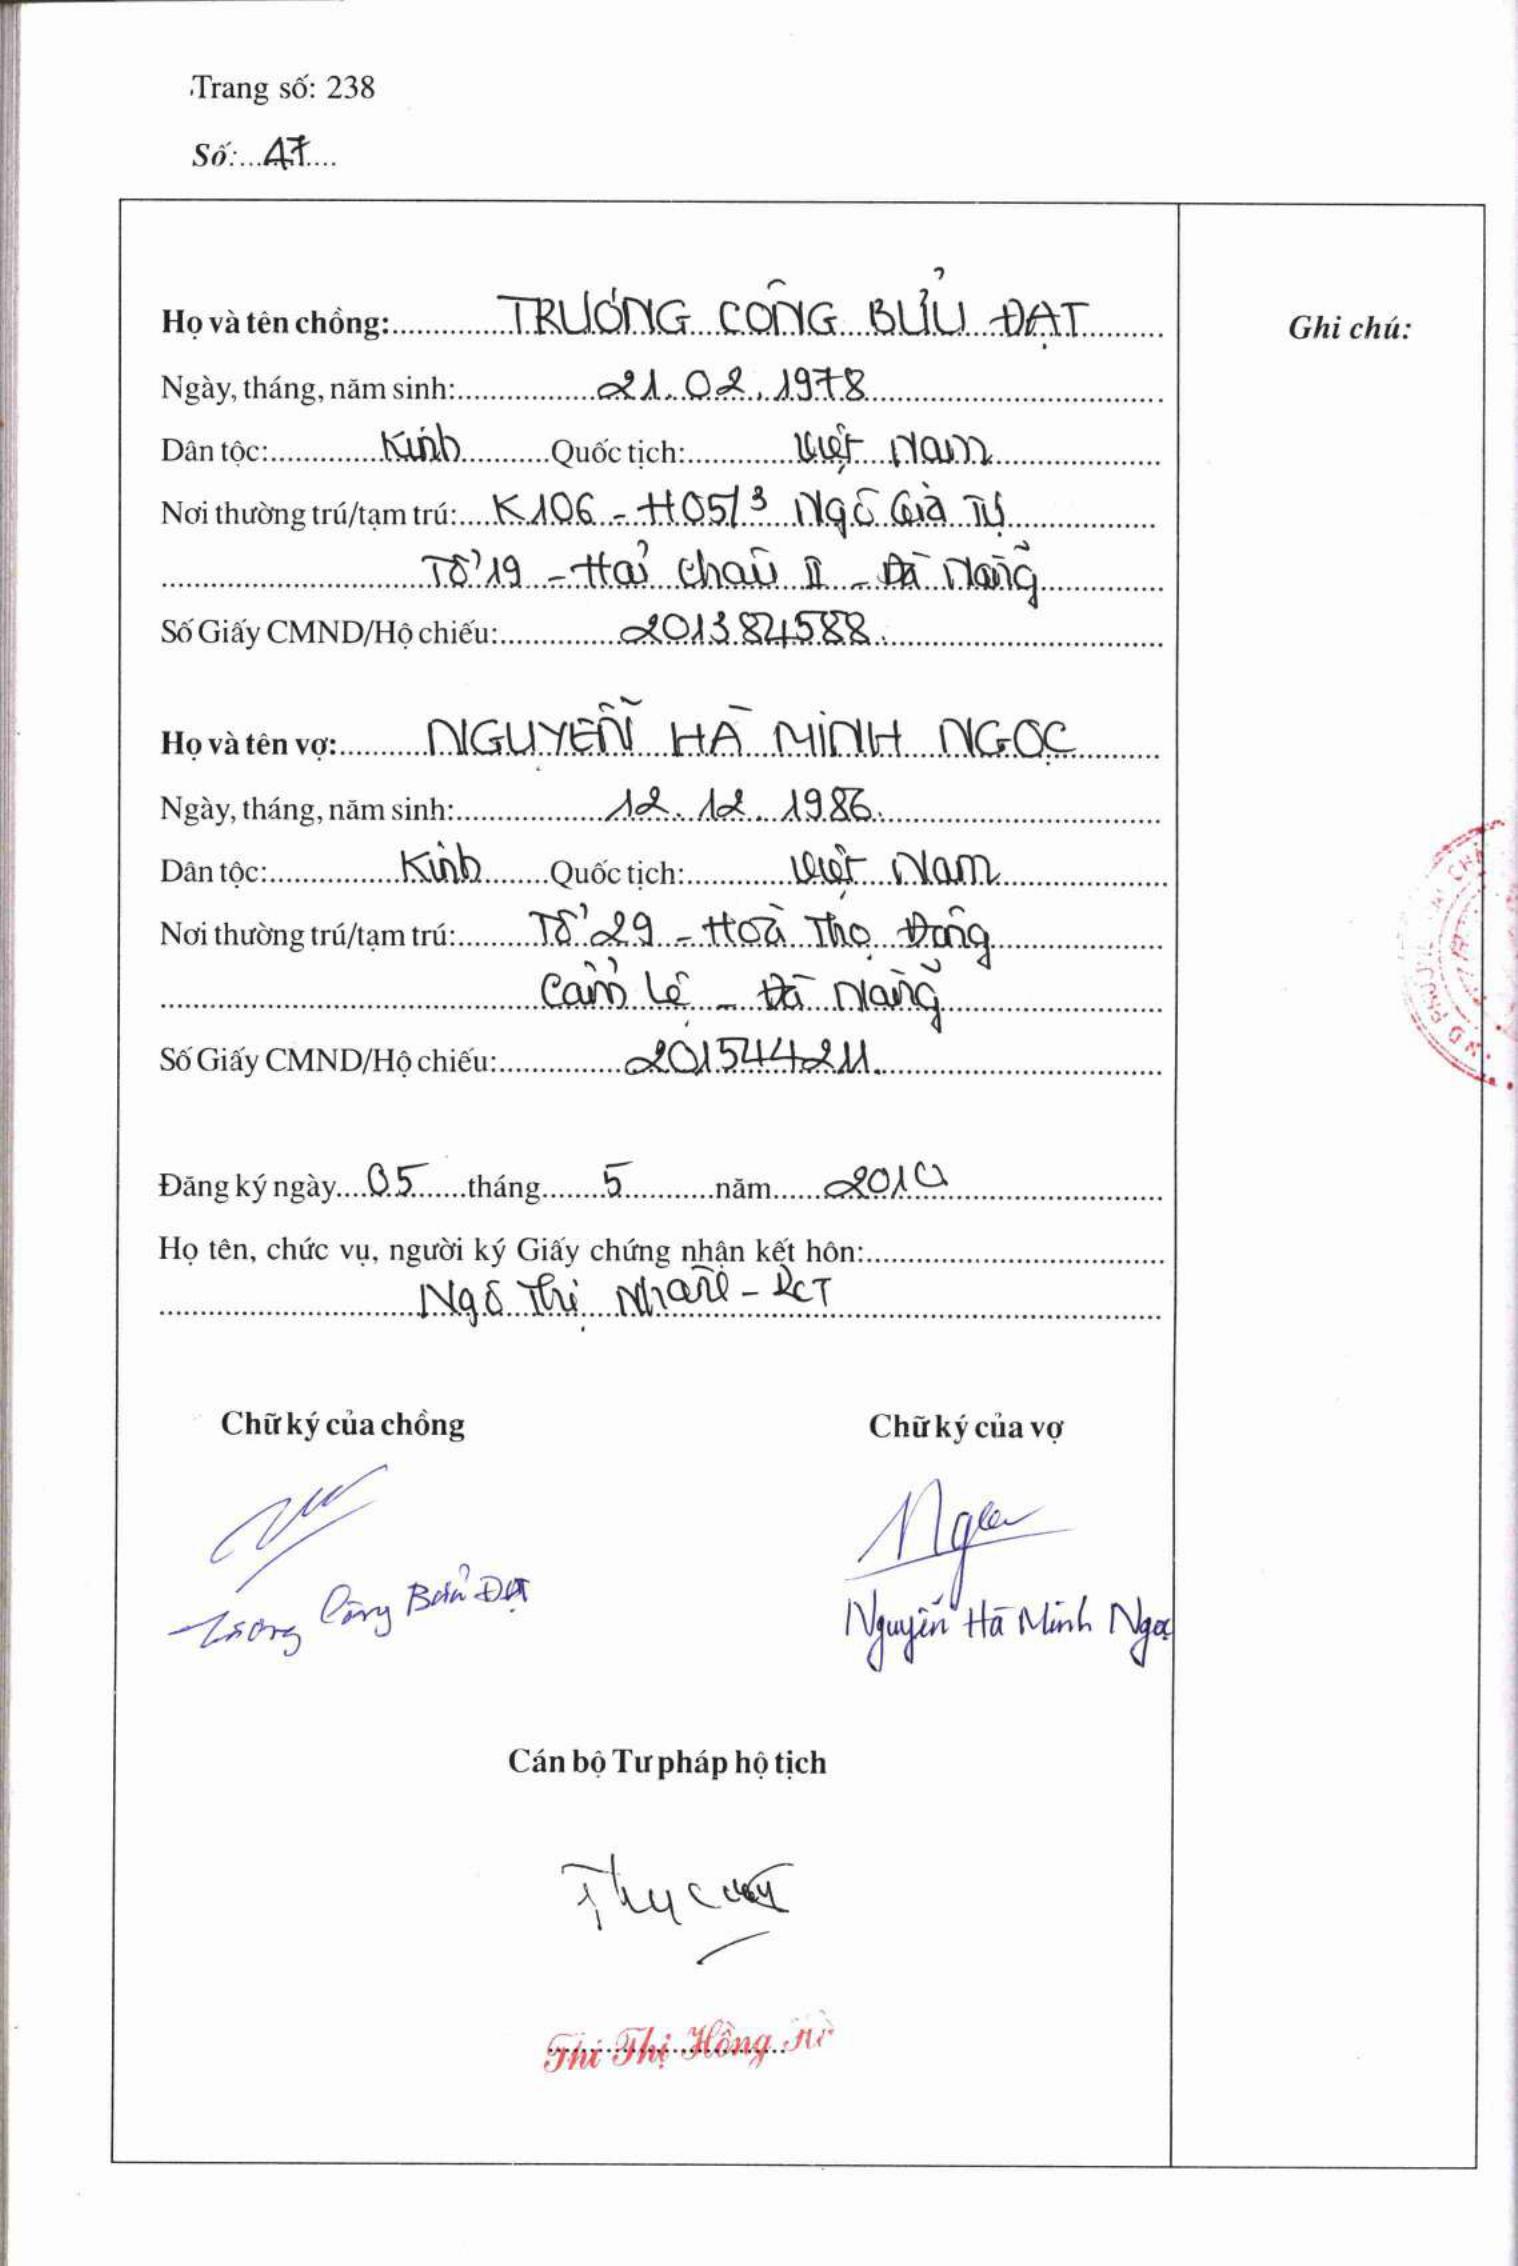 Trang số: 238
Số: 47
Họ và tên chồng: TRƯƠNG CÔNG BỬU ĐẠT
Ghi chú:
Ngày, tháng, năm sinh: 21.02.1978
Dân tộc: Kinh Quốc tịch: Việt Nam
Nơi thường trú/tạm trú: K106 - H05/3 Ngô Gia Tự
Tổ 19 - Hải Châu II - Đà Nẵng
Số Giấy CMND/Hộ chiếu: 201384588.
Họ và tên vợ: NGUYỄN HÀ MINH NGỌC
Ngày, tháng, năm sinh: 12.12.1986.
Dân tộc: Kinh Quốc tịch: Việt Nam
Nơi thường trú/tạm trú: Tổ 29 - Hoà Thọ Đông
Cẩm Lệ - Đà Nẵng
Số Giấy CMND/Hộ chiếu: 201544211.
Đăng ký ngày 05 tháng 5 năm 2010
Họ tên, chức vụ, người ký Giấy chứng nhận kết hôn:
Ngô Thị - PCT
Chữ ký của chồng
Chữ ký của vợ
Trương Công Bửu Đạt
Nguyễn Hà Minh Ngọc
Cán bộ Tư pháp hộ tịch
Thị Hồng